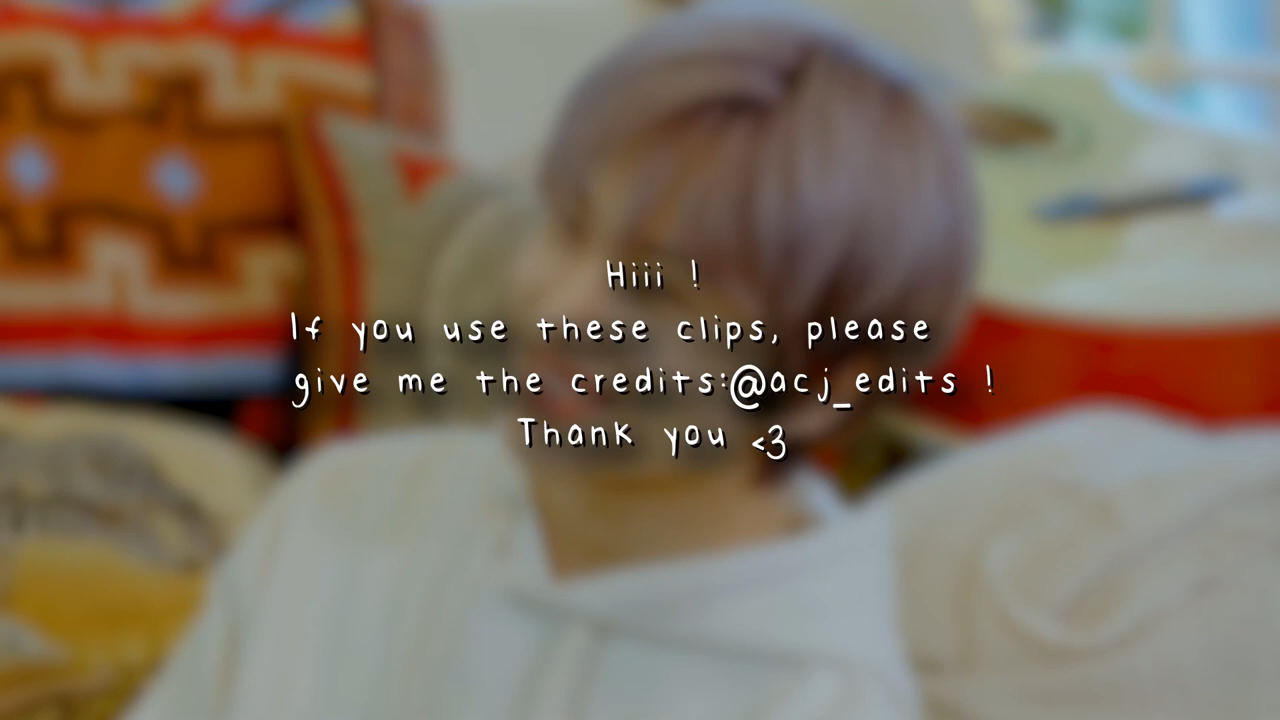 Hiii !
If you use these clips, please
give me the credits:@acj_edits !
Thank you <3